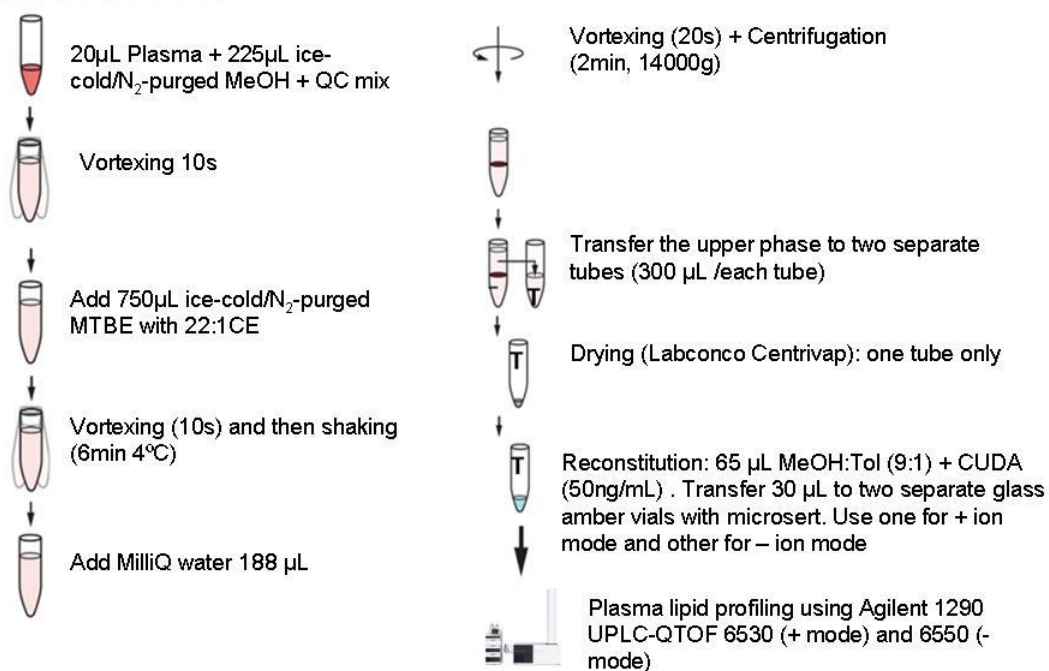 20µL Plasma + 225µL ice-
cold/N₂-purged MeOH + QC mix
Vortexing 10s
Add 750µL ice-cold/N₂-purged
MTBE with 22:1CE
Vortexing (10s) and then shaking
(6min 4ºC)
Add MilliQ water 188 µL
Vortexing (20s) + Centrifugation
(2min, 14000g)
Transfer the upper phase to two separate
tubes (300 µL /each tube)
T
Drying (Labconco Centrivap): one tube only
T
T
Reconstitution: 65 µL MeOH:Tol (9:1) + CUDA
(50ng/mL) . Transfer 30 µL to two separate glass
amber vials with microsert. Use one for + ion
mode and other for – ion mode
Plasma lipid profiling using Agilent 1290
UPLC-QTOF 6530 (+ mode) and 6550 (-
mode)